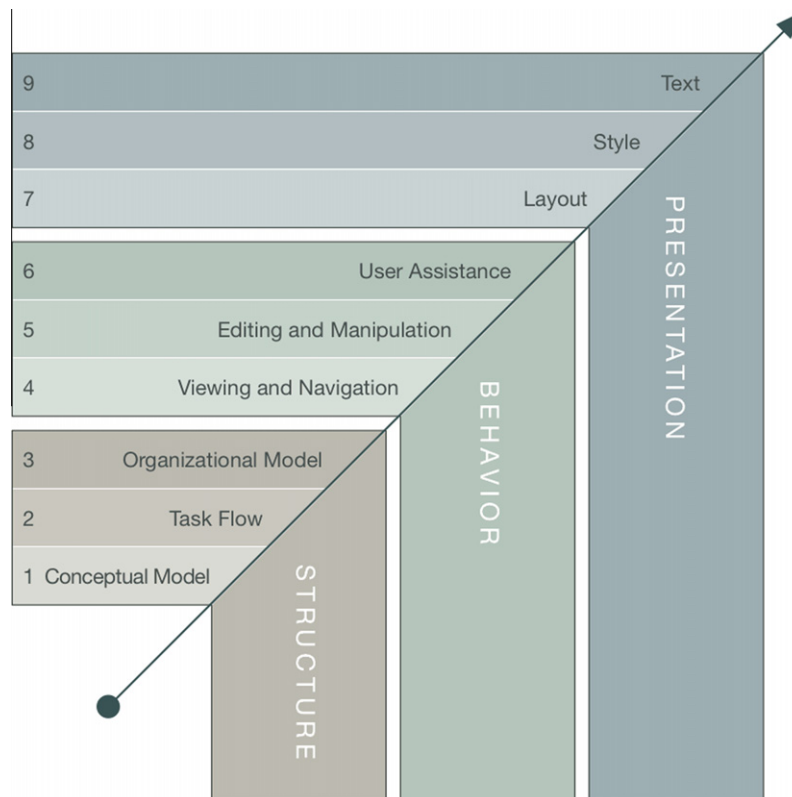 9 Text
8 Style
7 Layout
6 User Assistance
5 Editing and Manipulation
4 Viewing and Navigation
3 Organizational Model
2 Task Flow
1 Conceptual Model
STRUCTURE
BEHAVIOR
PRESENTATION